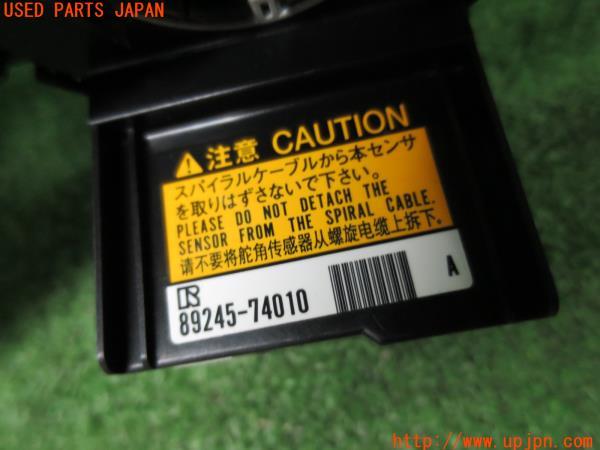 USED PARTS JAPAN
注意 CAUTION
スパイラルケーブルから本センサ
を取りはずさないで下さい。
PLEASE DO NOT DETACH THE
SENSOR FROM THE SPIRAL CABLE.
请不要将舵角传感器从螺旋电缆上拆下。
R
89245-74010
A
http://www.upjpn.com/